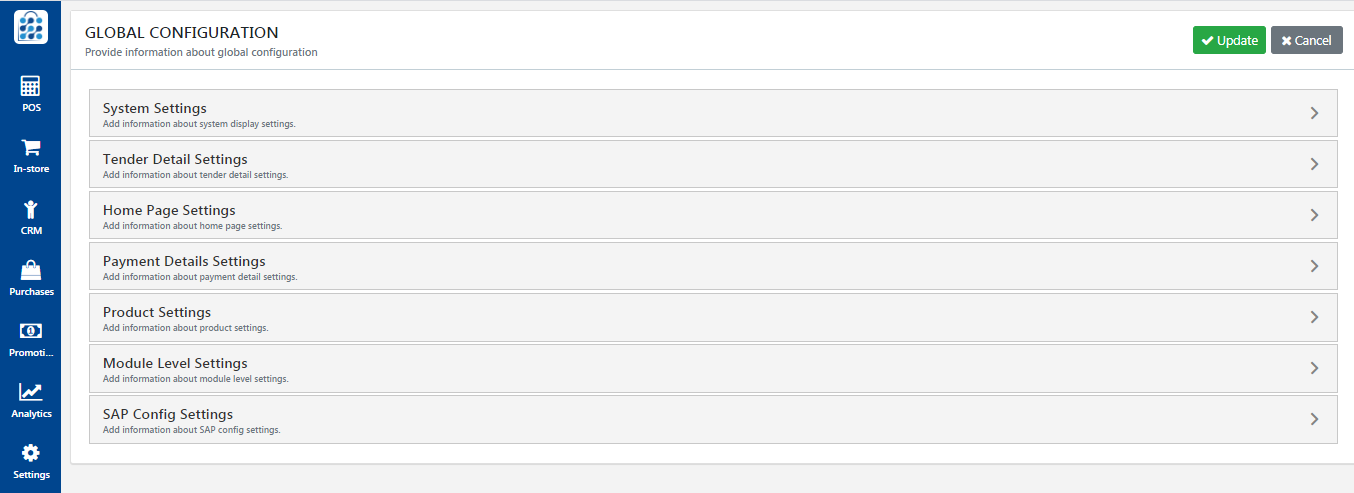 POS
In-store
CRM
Purchases
Promoti...
Analytics
Settings
GLOBAL CONFIGURATION
Provide information about global configuration
Update
Cancel
System Settings
Add information about system display settings.
Tender Detail Settings
Add information about tender detail settings.
Home Page Settings
Add information about home page settings.
Payment Details Settings
Add information about payment detail settings.
Product Settings
Add information about product settings.
Module Level Settings
Add information about module level settings.
SAP Config Settings
Add information about SAP config settings.